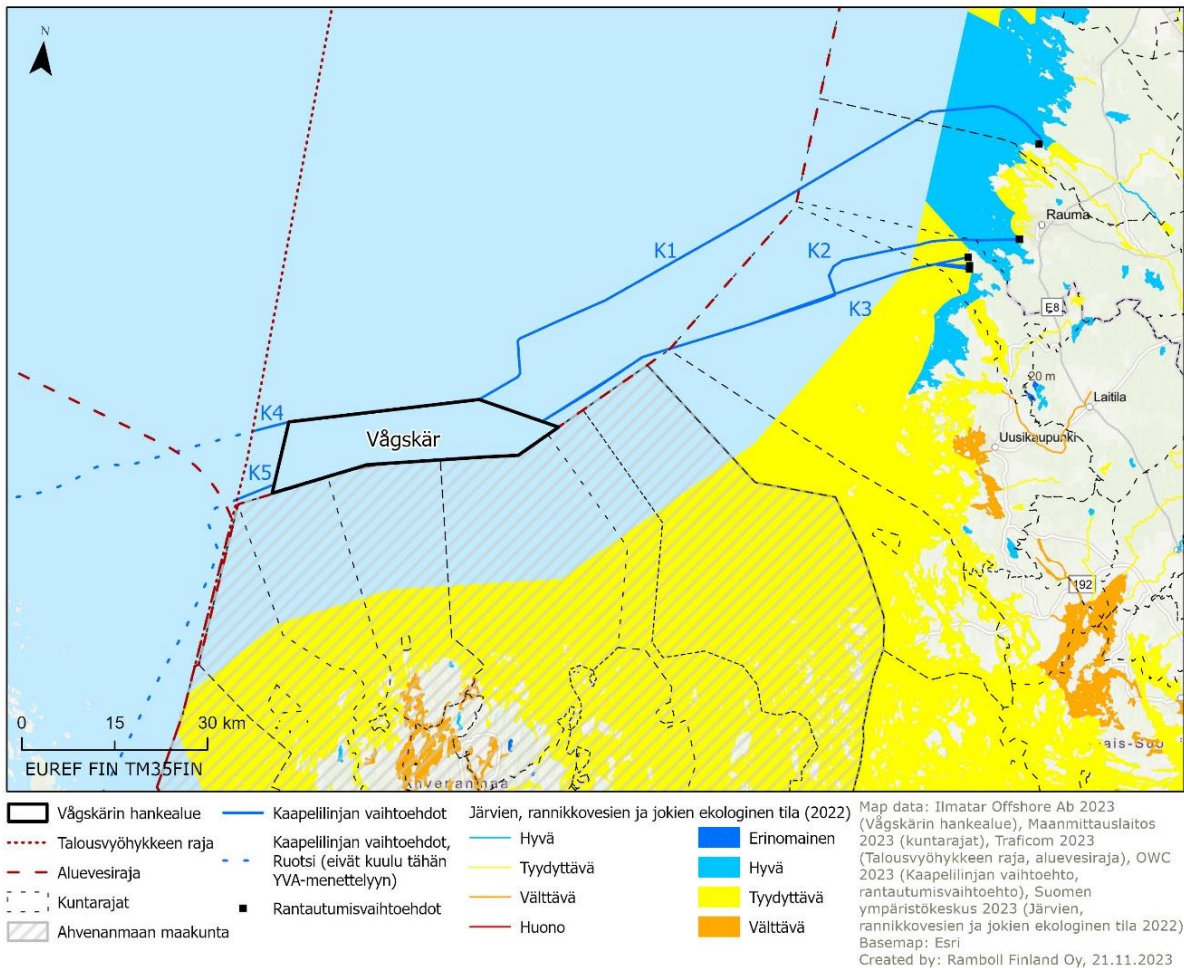 N
K1
Rauma
K2
K3
E8
20 m
Laitila
K4
Vågskär
Uusikaupunki
K5
192
0 15 30 km
EUREF FIN TM35FIN
Vågskärin hankealue
Talousvyöhykkeen raja
Aluevesiraja
Kuntarajat
Ahvenanmaan maakunta
Kaapelilinjan vaihtoehdot
Kaapelilinjan vaihtoehdot,
Ruotsi (eivät kuulu tähän
YVA-menettelyyn)
Rantautumisvaihtoehdot
Järvien, rannikkovesien ja jokien ekologinen tila (2022)
Hyvä
Tyydyttävä
Välttävä
Huono
Erinomainen
Hyvä
Tyydyttävä
Välttävä
Map data: Ilmatar Offshore Ab 2023
(Vågskärin hankealue), Maanmittauslaitos
2023 (kuntarajat), Traficom 2023
(Talousvyöhykkeen raja, aluevesiraja), OWC
2023 (Kaapelilinjan vaihtoehto,
rantautumisvaihtoehto), Suomen
ympäristökeskus 2023 (Järvien,
rannikkovesien ja jokien ekologinen tila 2022)
Basemap: Esri
Created by: Ramboll Finland Oy, 21.11.2023